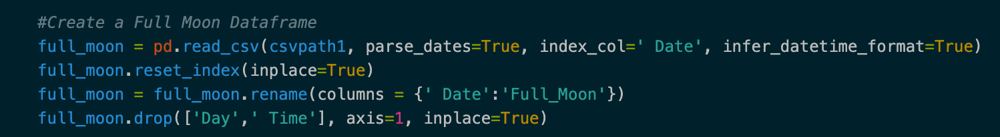 #Create a Full Moon Dataframe
full_moon = pd.read_csv(csvpath1, parse_dates=True, index_col=' Date', infer_datetime_format=True)
full_moon.reset_index(inplace=True)
full_moon = full_moon.rename(columns = {' Date':'Full_Moon'})
full_moon.drop(['Day',' Time'], axis=1, inplace=True)